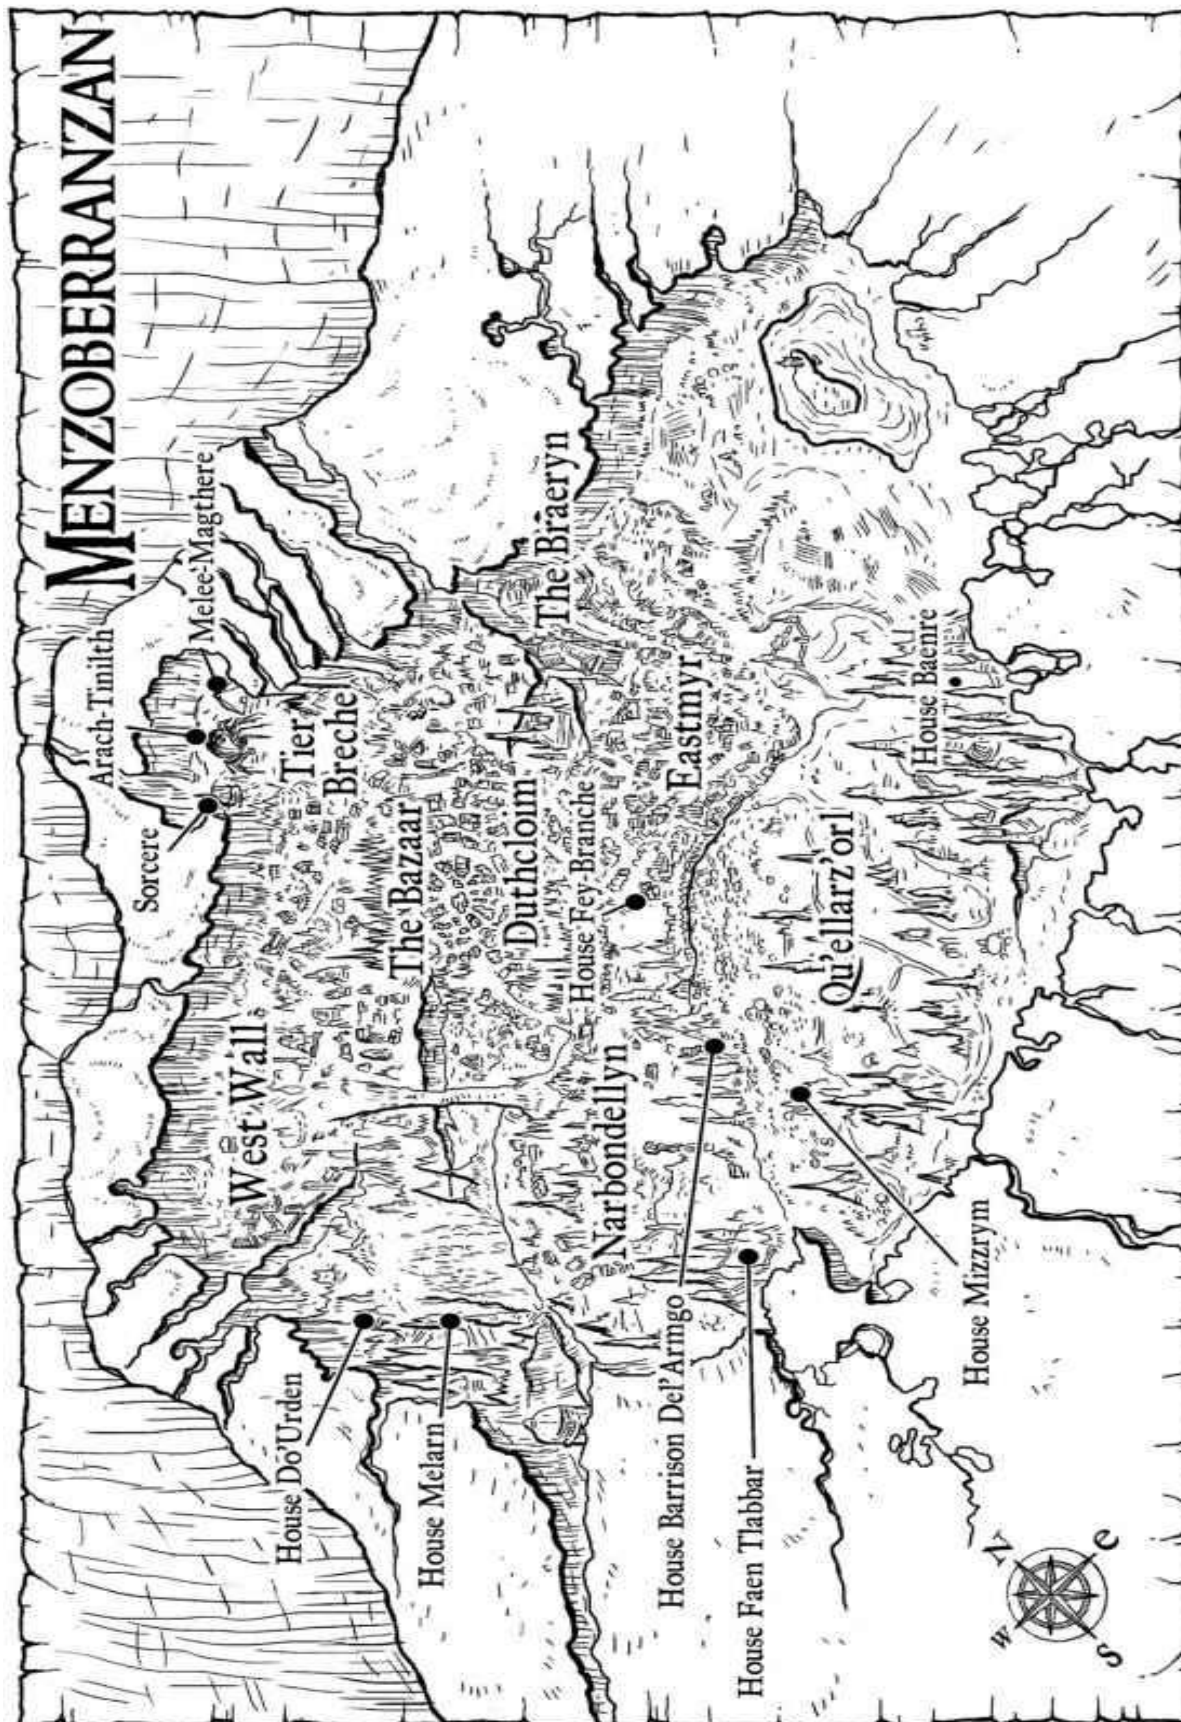 MENZOBERRANZAN
Arach-Tinilth
Melee-Magthere
Sorcere
Tier
Breche
West Wall
The Bazaar
Duthcloim
The Braeryn
House Do'Urden
House Melarn
House Fey-Branche
Narbondellyn
Eastmyr
House Barrison Del'Armgo
House Faen Tlabbar
Qu'ellarz'orl
House Baenre
House Mizzrym
N
W
e
S